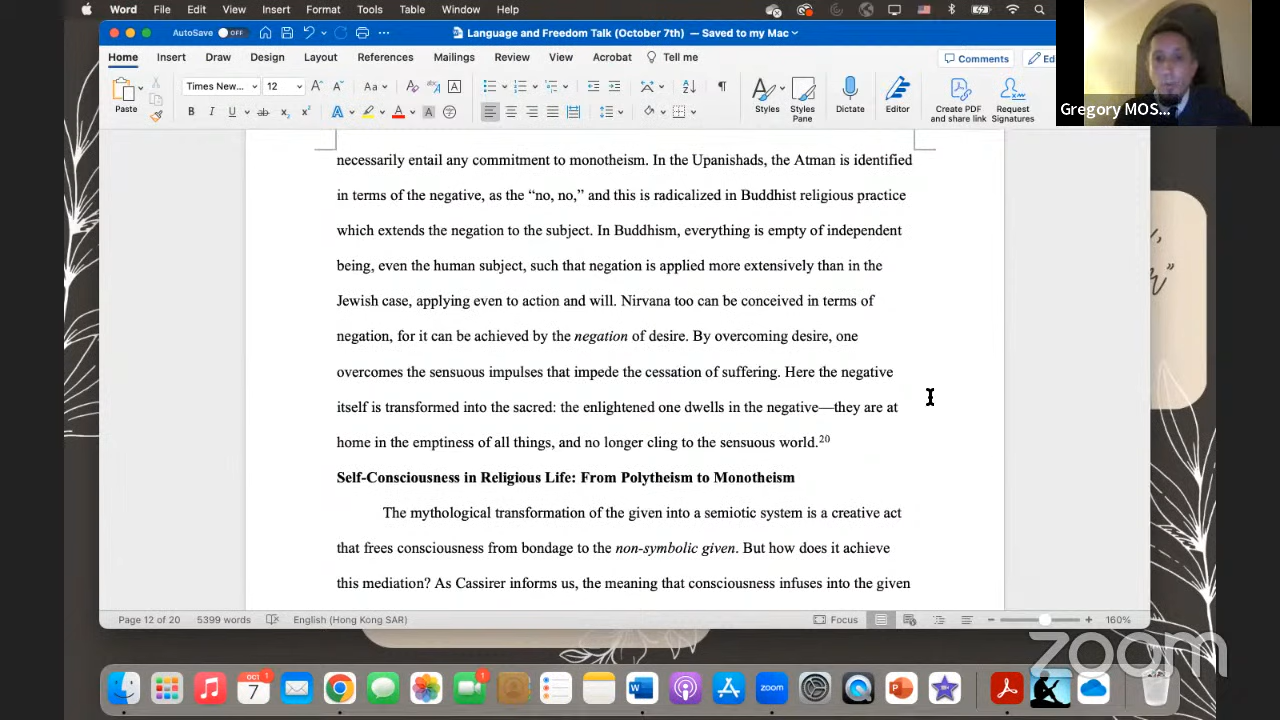 Word File Edit View Insert Format Tools Table Window Help
AutoSave OFF Language and Freedom Talk (October 7th) — Saved to my Mac
Home Insert Draw Design Layout References Mailings Review View Acrobat Tell me Comments
Paste Times New... 12 Aa Styles Styles Pane Dictate Editor Create PDF and share link Request Signatures
Gregory MOS...
necessarily entail any commitment to monotheism. In the Upanishads, the Atman is identified
in terms of the negative, as the “no, no,” and this is radicalized in Buddhist religious practice
which extends the negation to the subject. In Buddhism, everything is empty of independent
being, even the human subject, such that negation is applied more extensively than in the
Jewish case, applying even to action and will. Nirvana too can be conceived in terms of
negation, for it can be achieved by the negation of desire. By overcoming desire, one
overcomes the sensuous impulses that impede the cessation of suffering. Here the negative
itself is transformed into the sacred: the enlightened one dwells in the negative—they are at
home in the emptiness of all things, and no longer cling to the sensuous world.20
Self-Consciousness in Religious Life: From Polytheism to Monotheism
The mythological transformation of the given into a semiotic system is a creative act
that frees consciousness from bondage to the non-symbolic given. But how does it achieve
this mediation? As Cassirer informs us, the meaning that consciousness infuses into the given
Page 12 of 20 5399 words English (Hong Kong SAR) Focus 160%
zoom
OCT 7 1 1 zoom